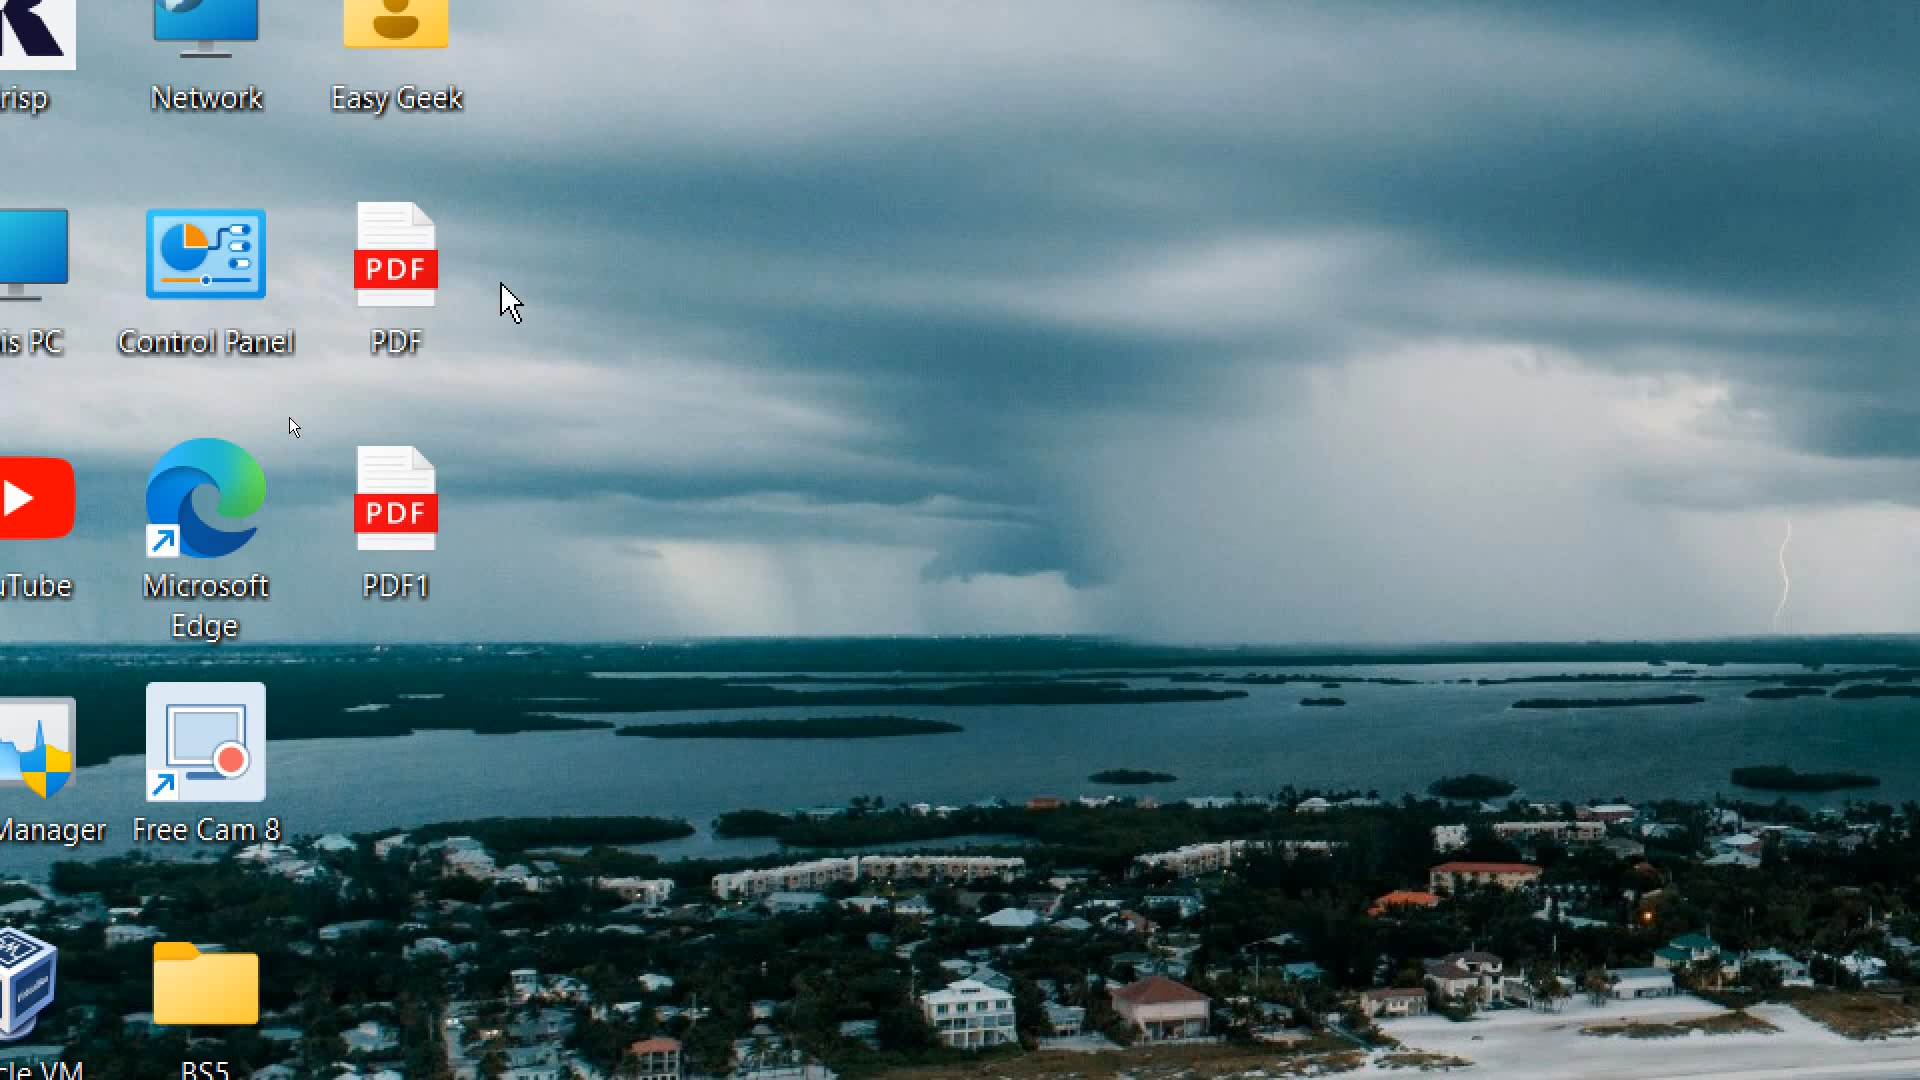 risp
Network
Easy Geek
is PC
Control Panel
PDF
PDF
uTube
Microsoft
Edge
PDF
PDF1
Manager
Free Cam 8
cle VM
BS5